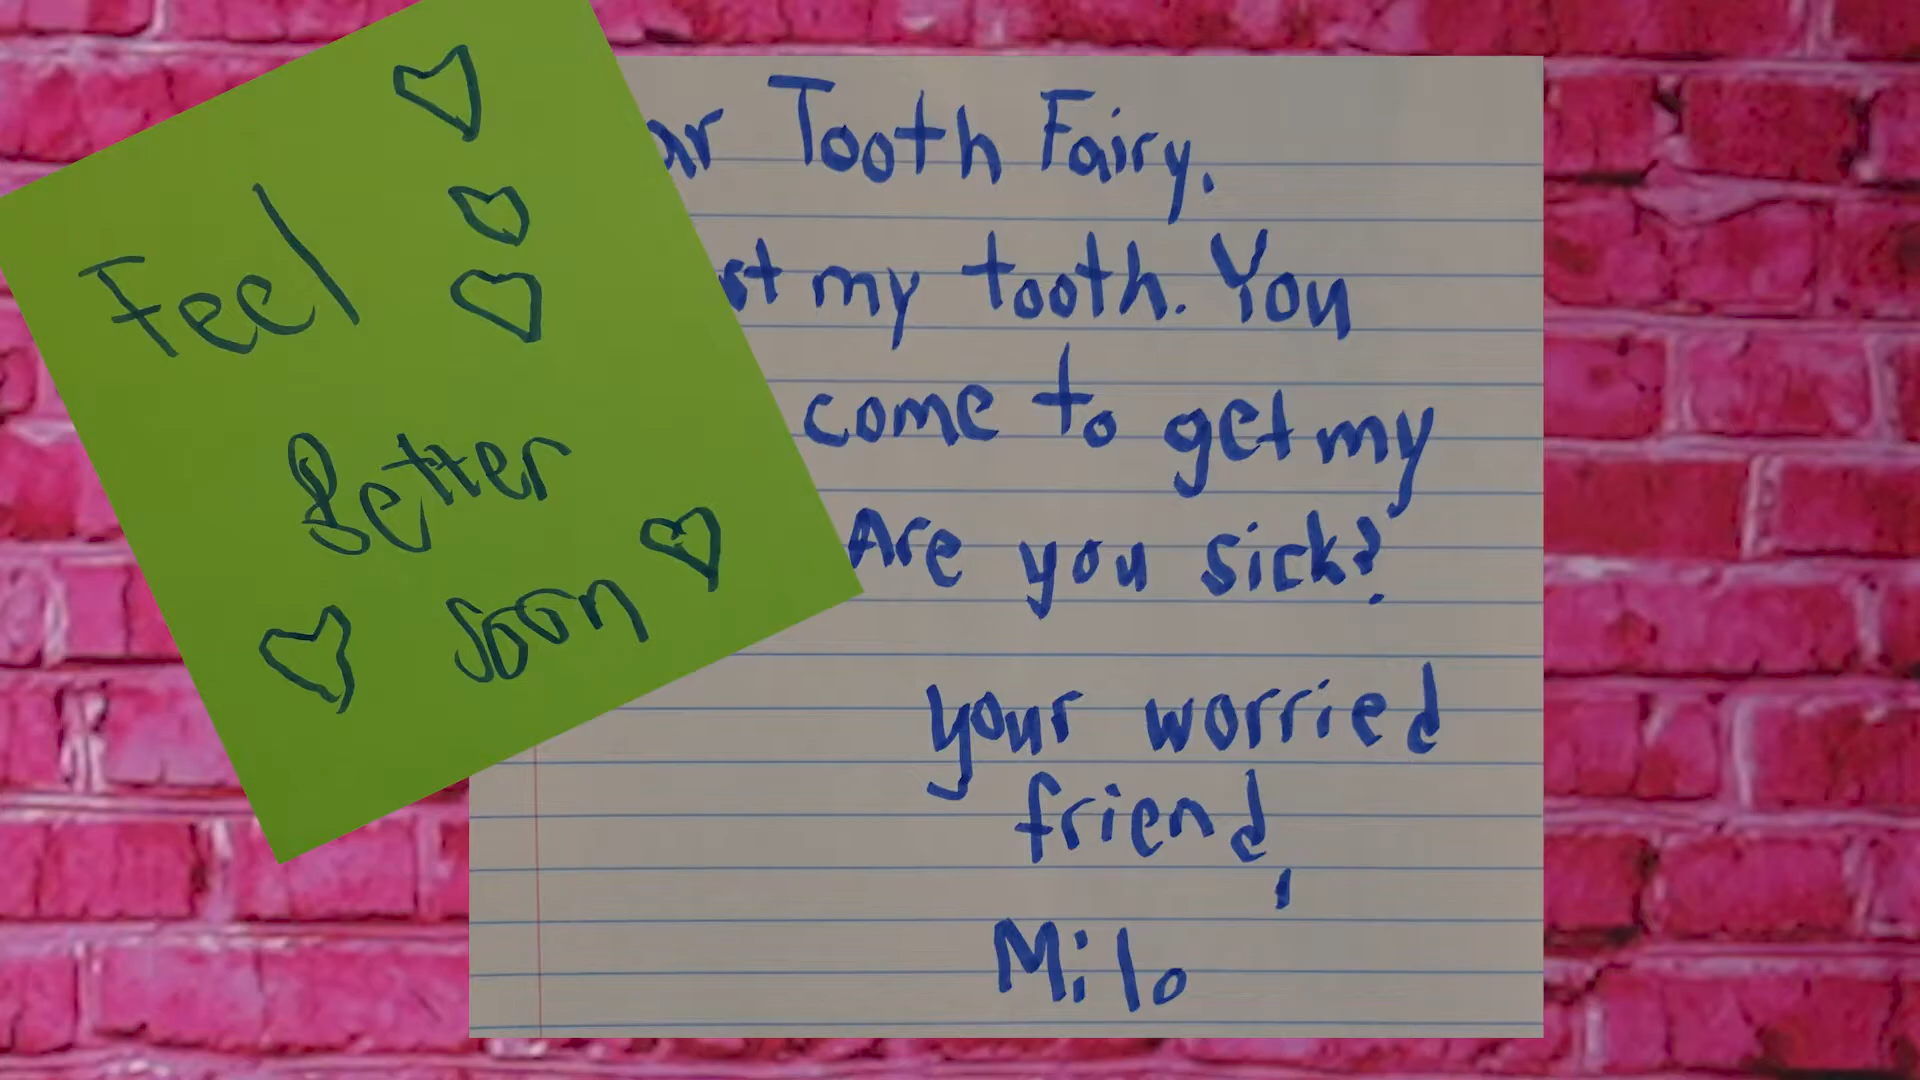 Feel
Better
Soon
ar Tooth Fairy.
st my tooth. You
come to get my
Are you sick?
your worried
friend,
Milo